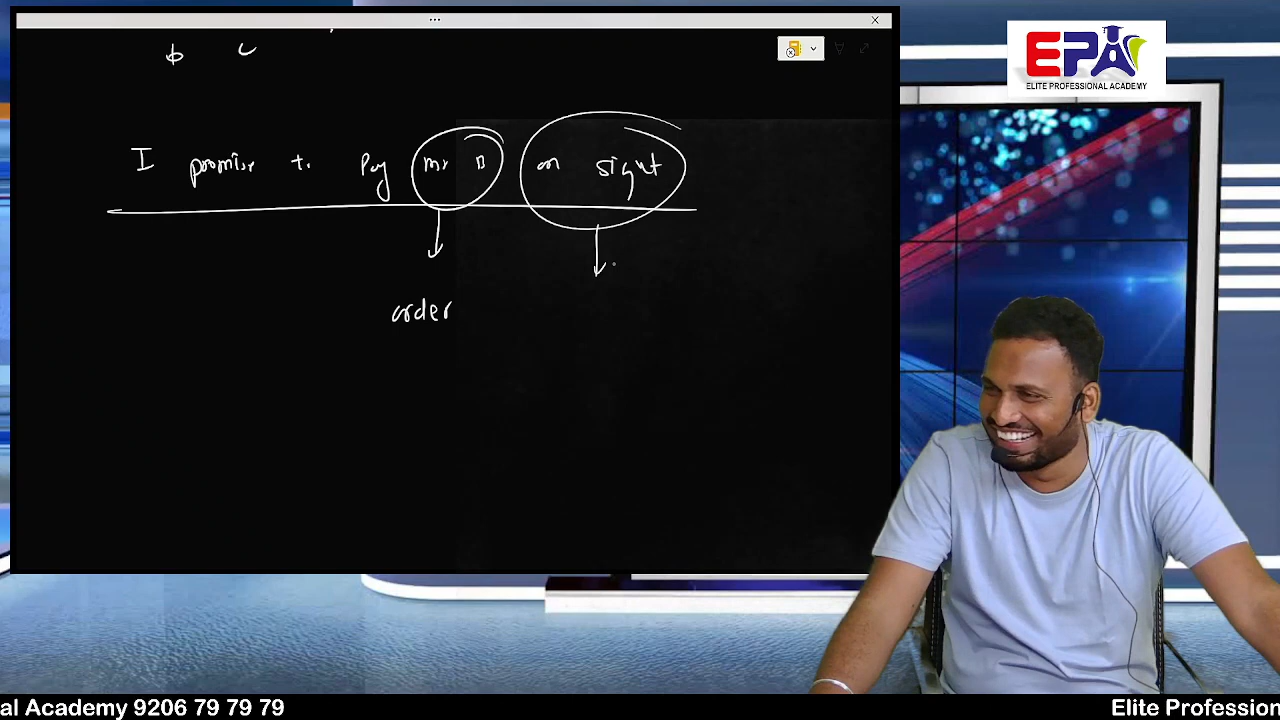 EPA
ELITE PROFESSIONAL ACADEMY
I promise to Pay Mr B on sight
order
al Academy 9206 79 79 79
Elite Profession